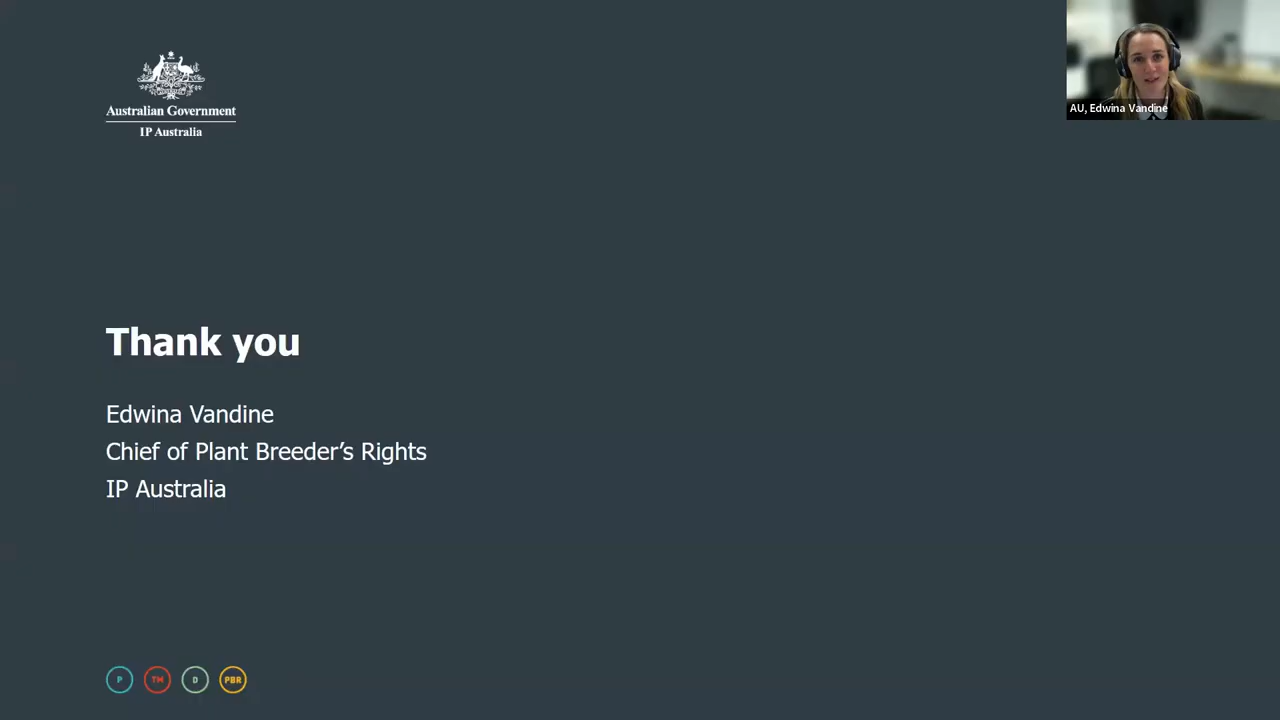 Australian Government
IP Australia
AU, Edwina Vandine
Thank you
Edwina Vandine
Chief of Plant Breeder’s Rights
IP Australia
P TM D PBR